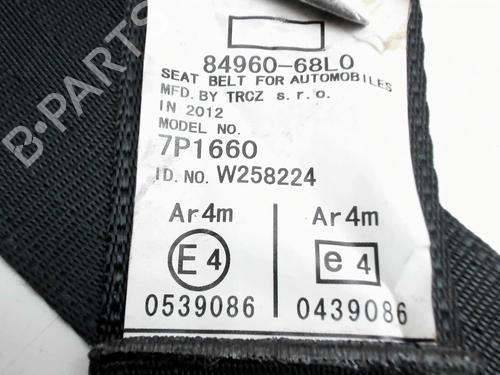 84960-68L0
SEAT BELT FOR AUTOMOBILES
MFD. BY TRCZ s. r. o.
IN 2012
MODEL NO.
7P1660
ID. NO. W258224
Ar4m
Ar4m
E4
e 4
0539086
0439086
B-PARTS